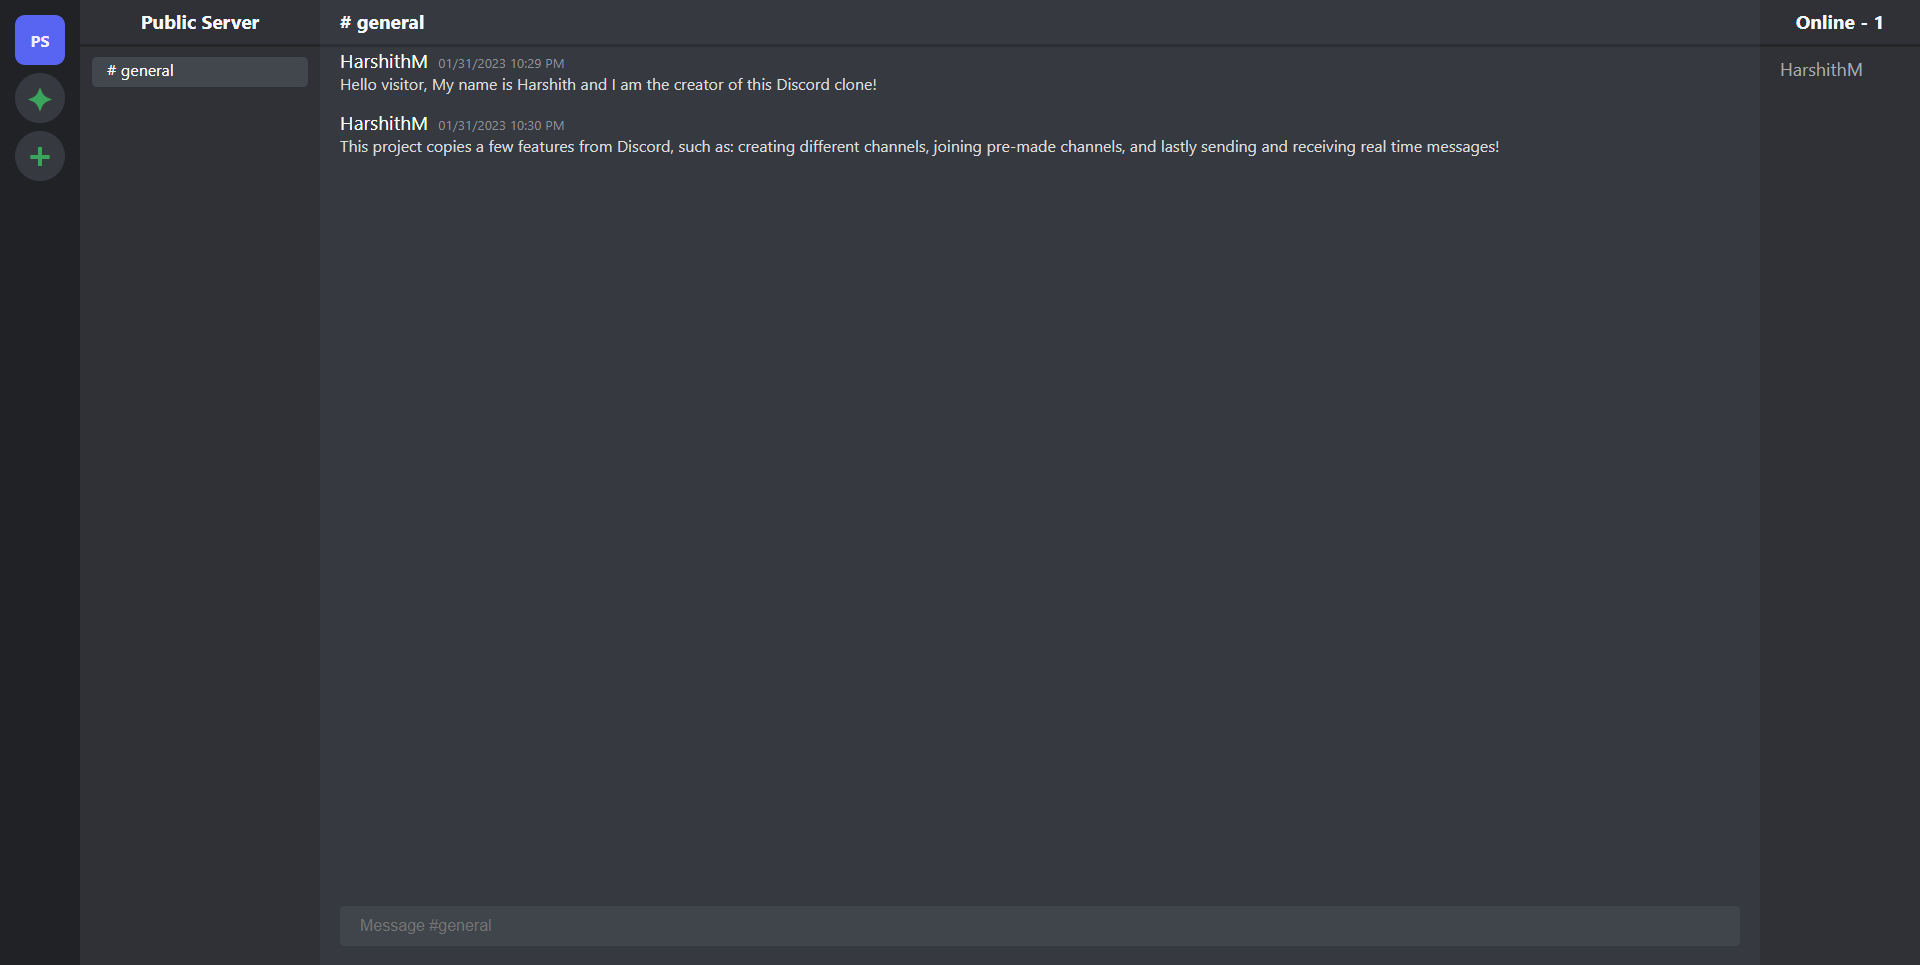 PS
Public Server
# general
# general
HarshithM 01/31/2023 10:29 PM
Hello visitor, My name is Harshith and I am the creator of this Discord clone!
HarshithM 01/31/2023 10:30 PM
This project copies a few features from Discord, such as: creating different channels, joining pre-made channels, and lastly sending and receiving real time messages!
Message #general
Online - 1
HarshithM